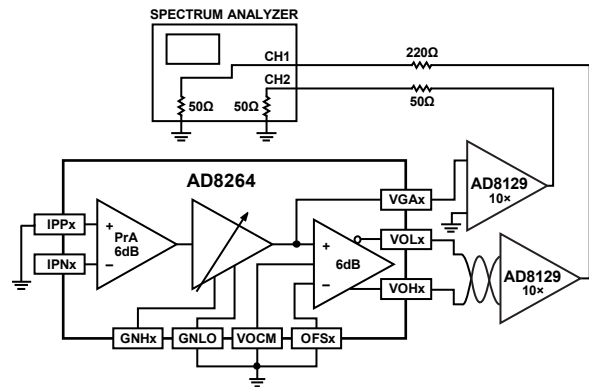 SPECTRUM ANALYZER
CH1
220Ω
CH2
50Ω
50Ω
50Ω
AD8264
VGAx
AD8129
10×
IPPx
+
PrA
6dB
IPNx
–
+
6dB
–
VOLx
VOHx
AD8129
10×
GNHx
GNLO
VOCM
OFSx